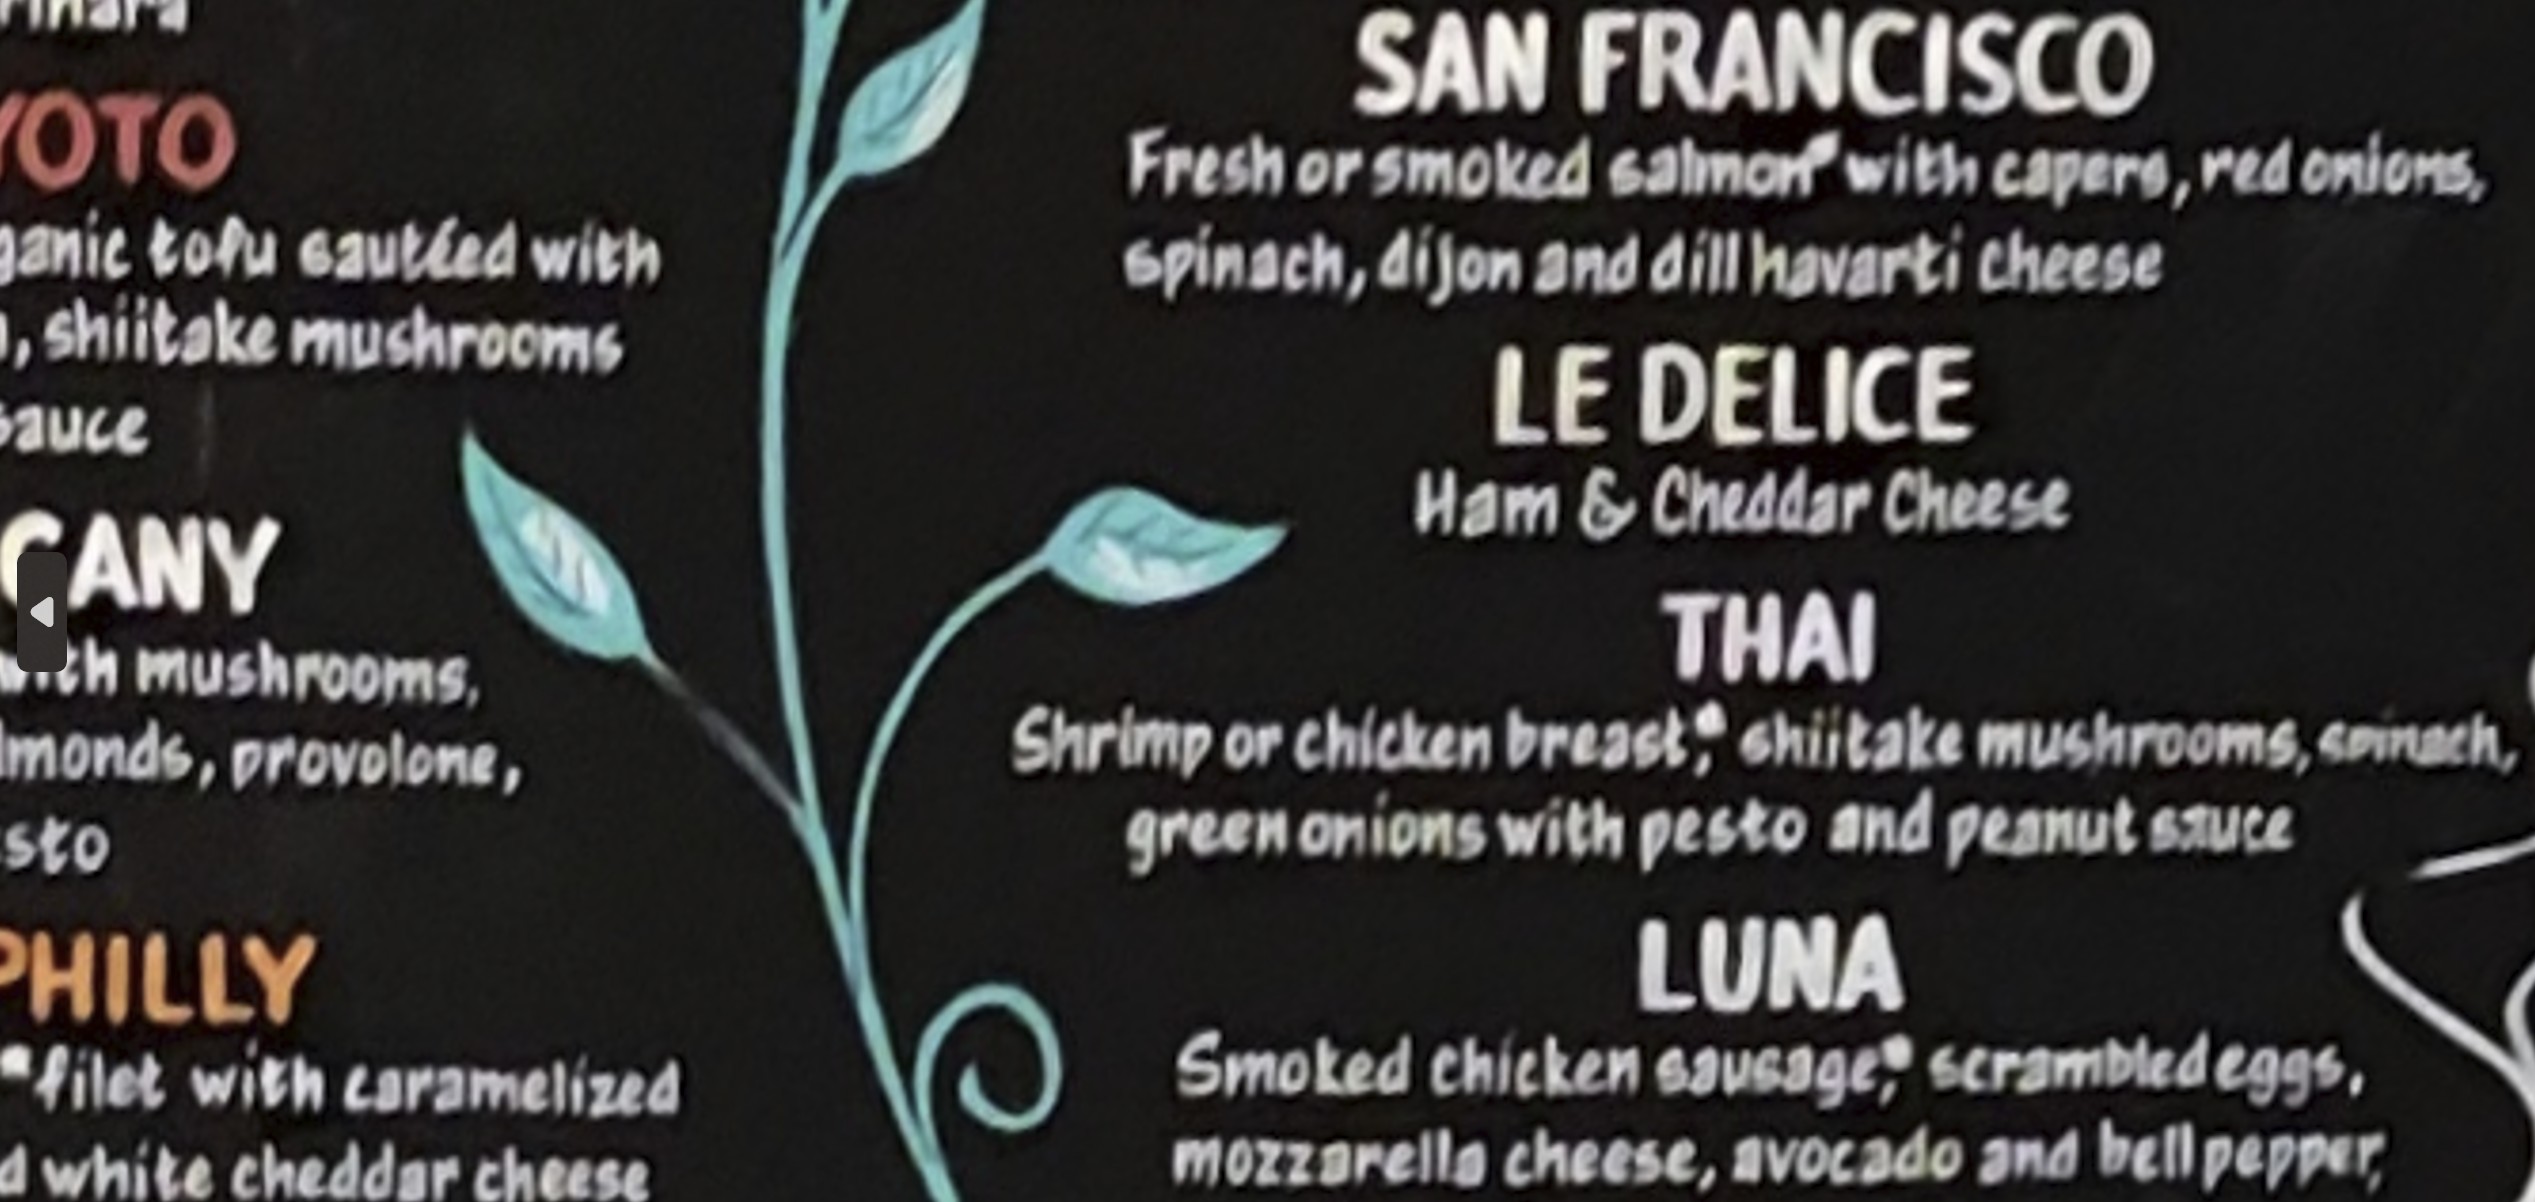 rinara
YOTO
ganic tofu sautéed with
, shiitake mushrooms
sauce
CANY
with mushrooms,
lmonds, provolone,
sto
PHILLY
*filet with caramelized
d white cheddar cheese
SAN FRANCISCO
Fresh or smoked salmon* with capers, red onions,
spinach, dijon and dill havarti cheese
LE DELICE
Ham & Cheddar Cheese
THAI
Shrimp or chicken breast,* shiitake mushrooms, spinach,
green onions with pesto and peanut sauce
LUNA
Smoked chicken sausage,* scrambled eggs,
mozzarella cheese, avocado and bell pepper,